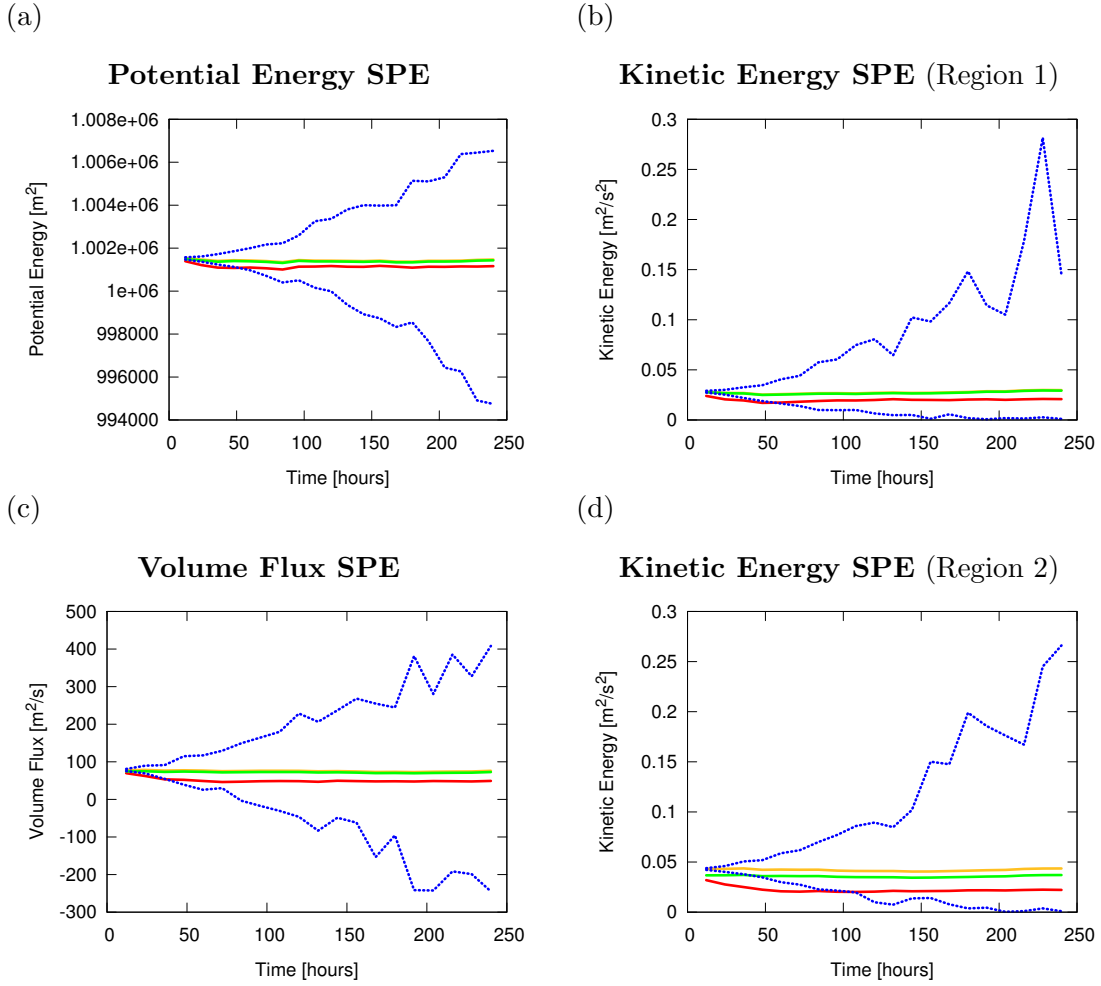 (a)
Potential Energy SPE
1.008e+06
1.006e+06
1.004e+06
1.002e+06
1e+06
998000
996000
994000
Potential Energy [m²]
0 50 100 150 200 250
Time [hours]
(b)
Kinetic Energy SPE (Region 1)
0.3
0.25
0.2
0.15
0.1
0.05
0
Kinetic Energy [m²/s²]
0 50 100 150 200 250
Time [hours]
(c)
Volume Flux SPE
500
400
300
200
100
0
-100
-200
-300
Volume Flux [m²/s]
0 50 100 150 200 250
Time [hours]
(d)
Kinetic Energy SPE (Region 2)
0.3
0.25
0.2
0.15
0.1
0.05
0
Kinetic Energy [m²/s²]
0 50 100 150 200 250
Time [hours]